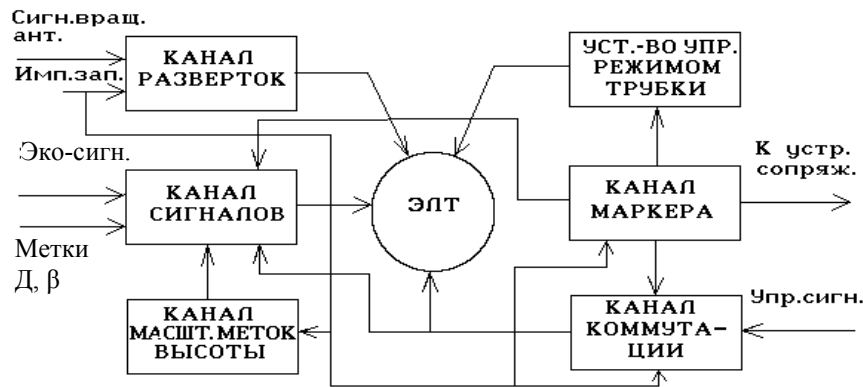 Сигн.вращ.
ант.
Имп.зап.
КАНАЛ
РАЗВЕРТОК
УСТ.-ВО УПР.
РЕЖИМОМ
ТРУБКИ
Эко-сигн.
КАНАЛ
СИГНАЛОВ
ЭЛТ
КАНАЛ
МАРКЕРА
К устр.
сопряж.
Метки
Д, β
КАНАЛ
МАСШТ.МЕТОК
ВЫСОТЫ
КАНАЛ
КОММУТА-
ЦИИ
Упр.сигн.